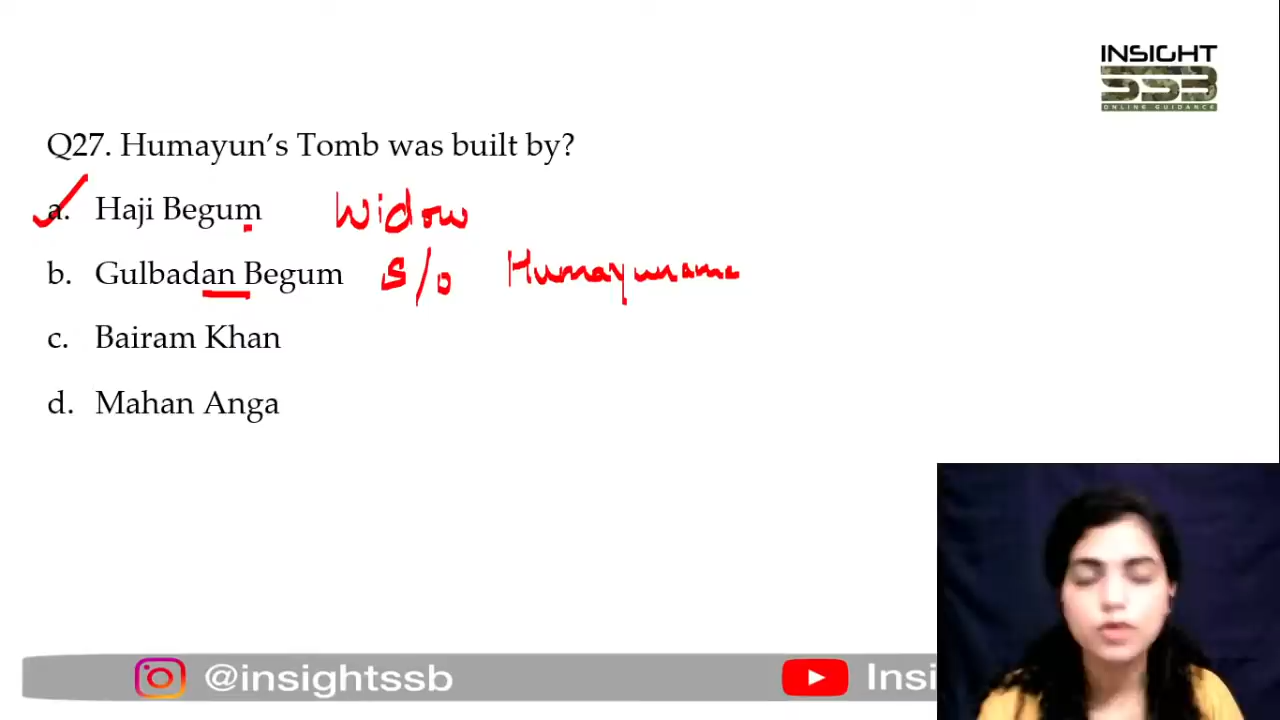 INSIGHT
SSB
ONLINE GUIDANCE
Q27. Humayun's Tomb was built by?
a. Haji Begum Widow
b. Gulbadan Begum S/o Humayunama
c. Bairam Khan
d. Mahan Anga
@insightssb
Insi